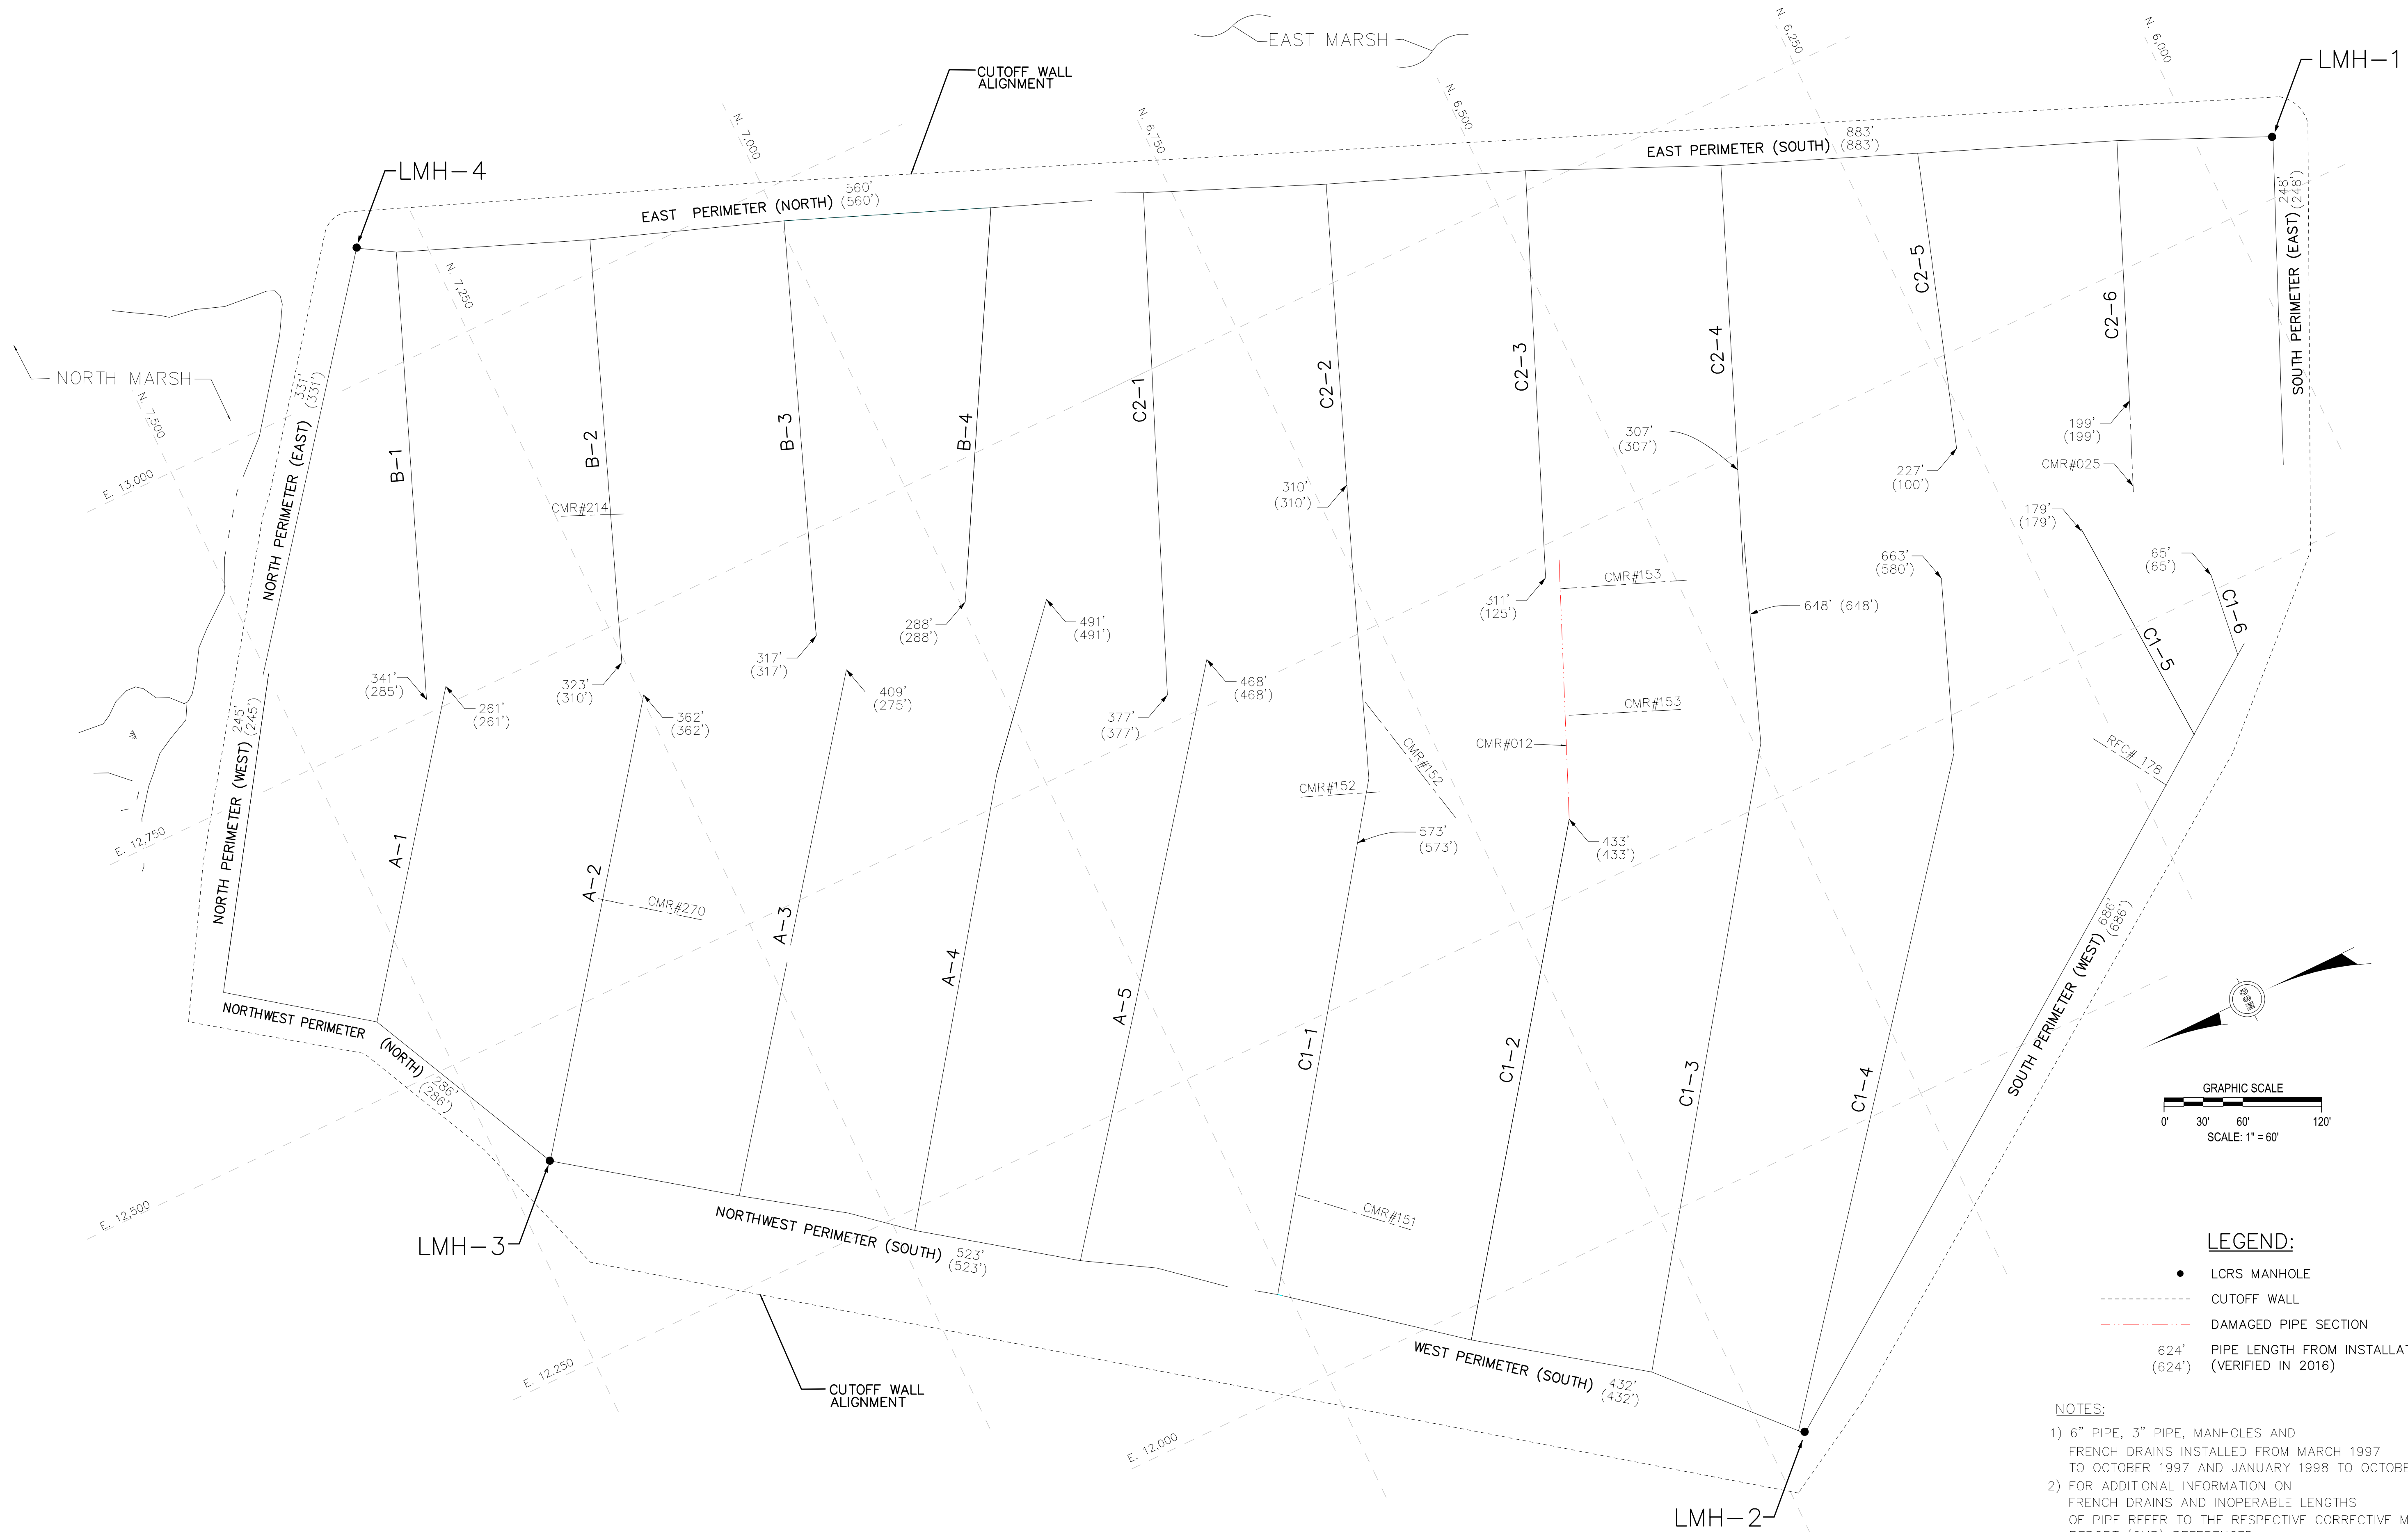 EAST MARSH
N. 6,250
N. 6,000
LMH-1
CUTOFF WALL
ALIGNMENT
N. 7,000
N. 6,750
N. 6,500
883'
EAST PERIMETER (SOUTH) (883')
LMH-4
560'
EAST PERIMETER (NORTH) (560')
248'
SOUTH PERIMETER (EAST) (248')
N. 7,250
C2-5
C2-6
C2-4
C2-3
C2-2
C2-1
NORTH MARSH
N. 7,500
331'
NORTH PERIMETER (EAST) (331')
B-1
B-2
B-3
B-4
199'
(199')
307'
(307')
227'
(100')
CMR#025
E. 13,000
CMR#214
310'
(310')
179'
(179')
65'
(65')
663'
(580')
CMR#153
311'
(125')
648' (648')
288'
(288')
491'
(491')
C1-6
C1-5
317'
(317')
341'
(285')
323'
(310')
409'
(275')
468'
(468')
261'
(261')
362'
(362')
377'
(377')
CMR#153
245'
NORTH PERIMETER (WEST) (245')
CMR#012
CMR#152
CMR#152
RFC# 178
E. 12,750
A-1
573'
(573')
433'
(433')
A-2
CMR#270
A-3
A-4
A-5
686'
SOUTH PERIMETER (WEST) (686')
BSM
NORTHWEST PERIMETER (NORTH) 286'
(286')
C1-1
C1-2
C1-3
C1-4
GRAPHIC SCALE
0' 30' 60' 120'
SCALE: 1" = 60'
E. 12,500
CMR#151
LMH-3
NORTHWEST PERIMETER (SOUTH) 523'
(523')
LEGEND:
LCRS MANHOLE
CUTOFF WALL
DAMAGED PIPE SECTION
624' PIPE LENGTH FROM
(624') (VERIFIED IN 2016)
E. 12,250
WEST PERIMETER (SOUTH) 432'
(432')
CUTOFF WALL
ALIGNMENT
E. 12,000
LMH-2
NOTES:
1) 6" PIPE, 3" PIPE, MANHOLES AND
FRENCH DRAINS INSTALLED FROM MARCH 1997
TO OCTOBER 1997 AND JANUARY 1998 TO
2) FOR ADDITIONAL INFORMATION ON
FRENCH DRAINS AND INOPERABLE LENGTHS
OF PIPE REFER TO THE RESPECTIVE CORRECTIVE